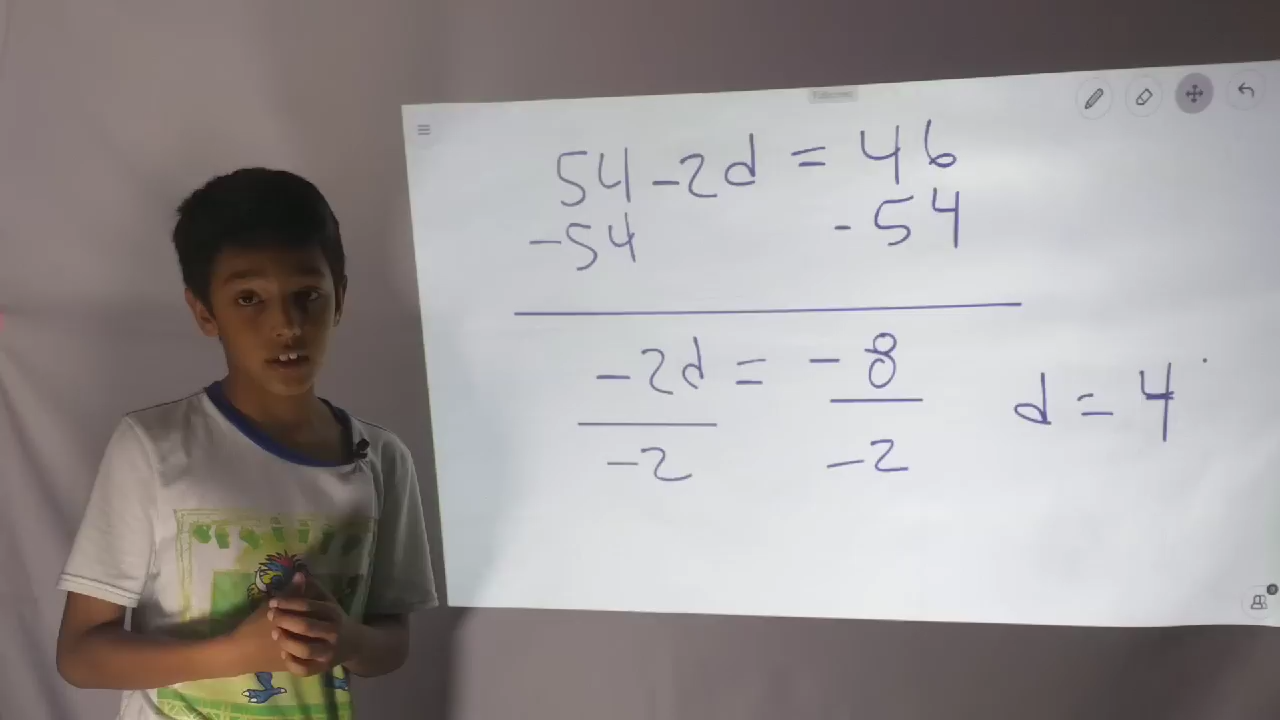 54 - 2d = 46
-54 - 54
-2d = - 8
d = 4
-2 -2